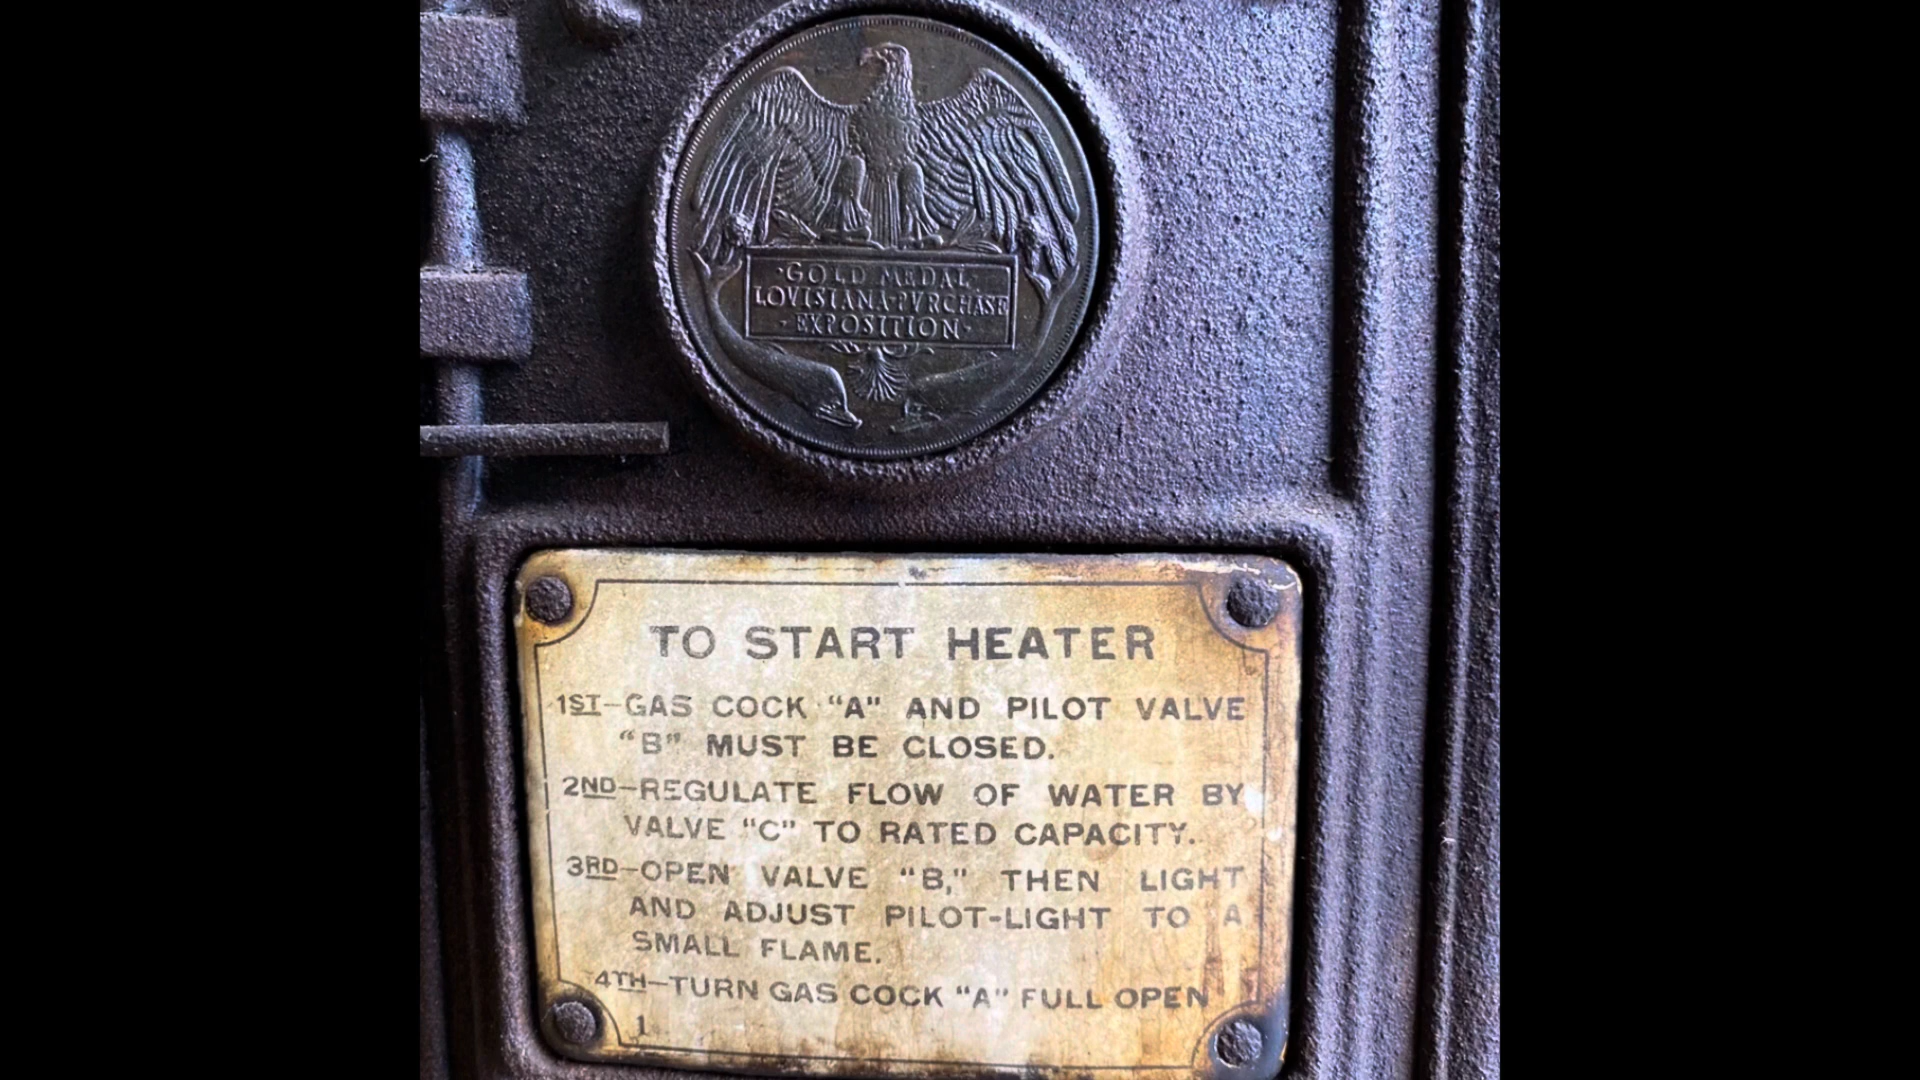 ·GOLD MEDAL·
LOVISIANA·PVRCHASE
·EXPOSITION·
TO START HEATER
1ST—GAS COCK "A" AND PILOT VALVE
"B" MUST BE CLOSED.
2ND—REGULATE FLOW OF WATER BY
VALVE "C" TO RATED CAPACITY.
3RD—OPEN VALVE "B," THEN LIGHT
AND ADJUST PILOT-LIGHT TO A
SMALL FLAME.
4TH—TURN GAS COCK "A" FULL OPEN
1